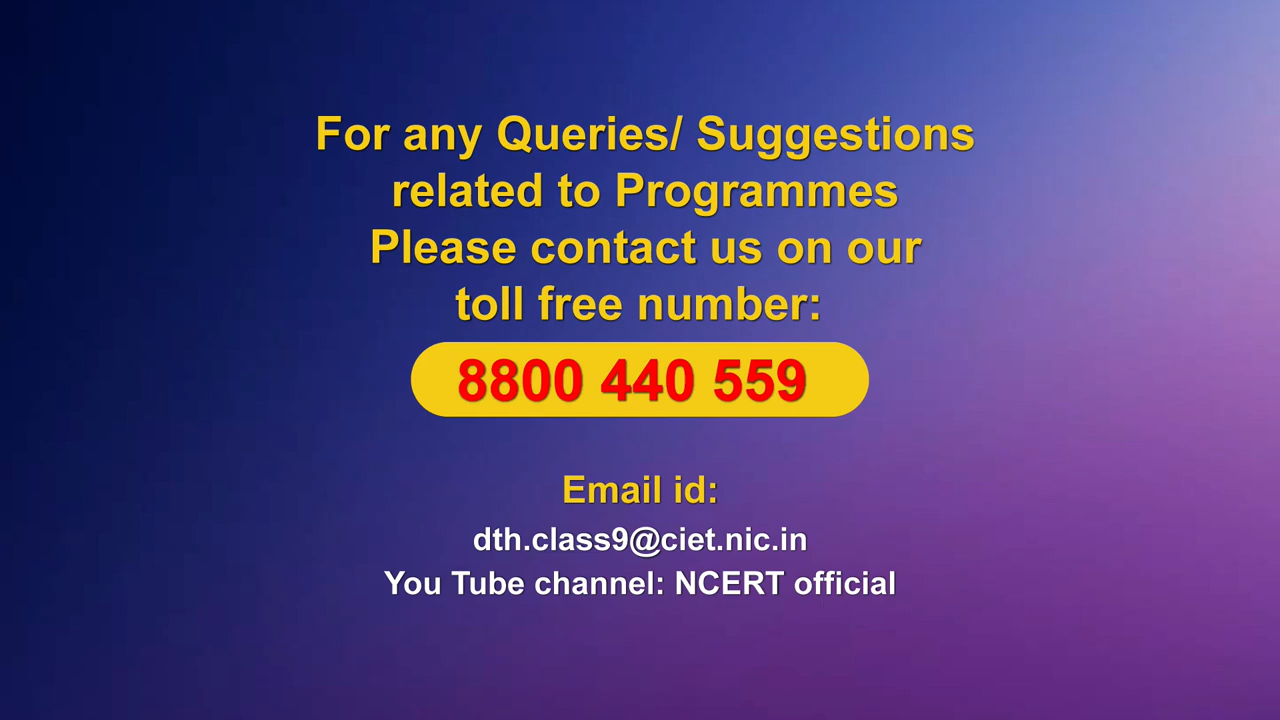 For any Queries/ Suggestions
related to Programmes
Please contact us on our
toll free number:
8800 440 559
Email id:
dth.class9@ciet.nic.in
You Tube channel: NCERT official